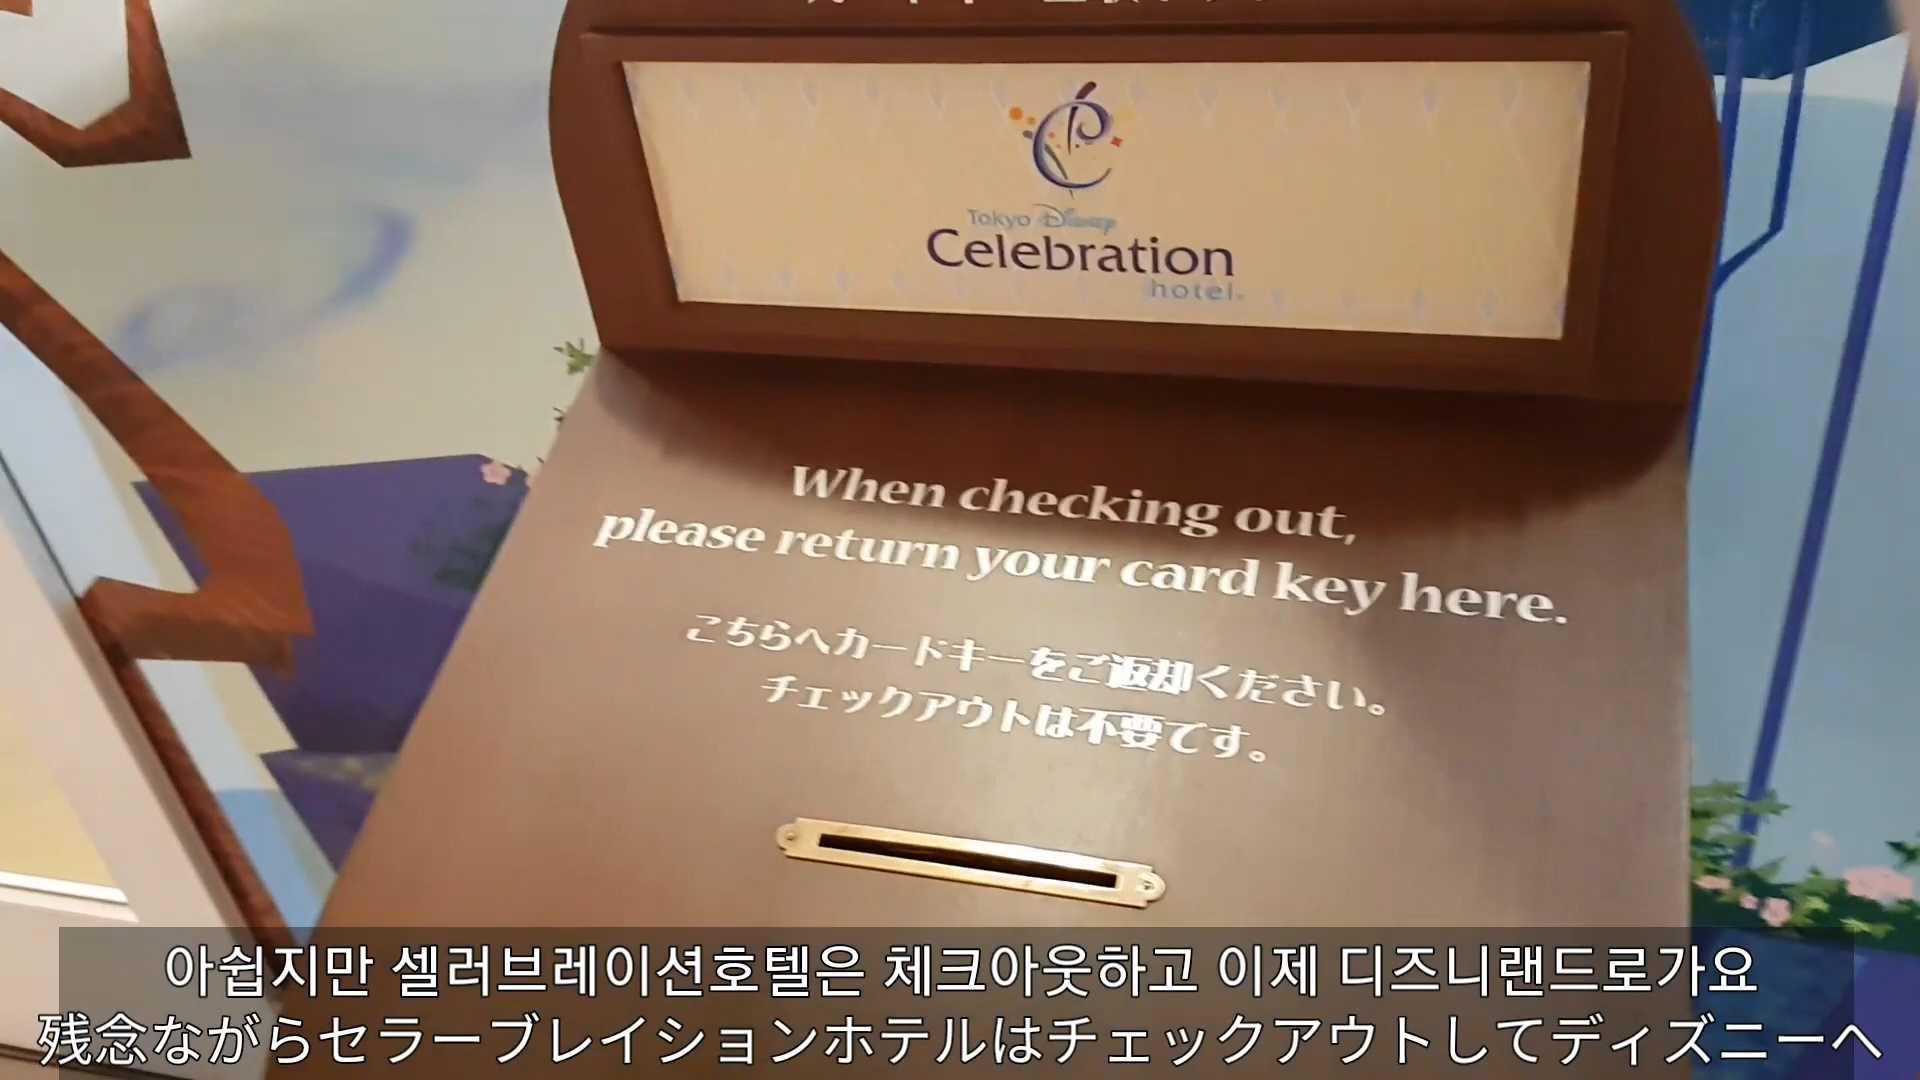 Tokyo Disney
Celebration
hotel
When checking out,
please return your card key here.
こちらへカードキーをご返却ください。
チェックアウトは不要です。
아쉽지만 셀러브레이션호텔은 체크아웃하고 이제 디즈니랜드로가요
残念ながらセラーブレイションホテルはチェックアウトしてディズニーへ